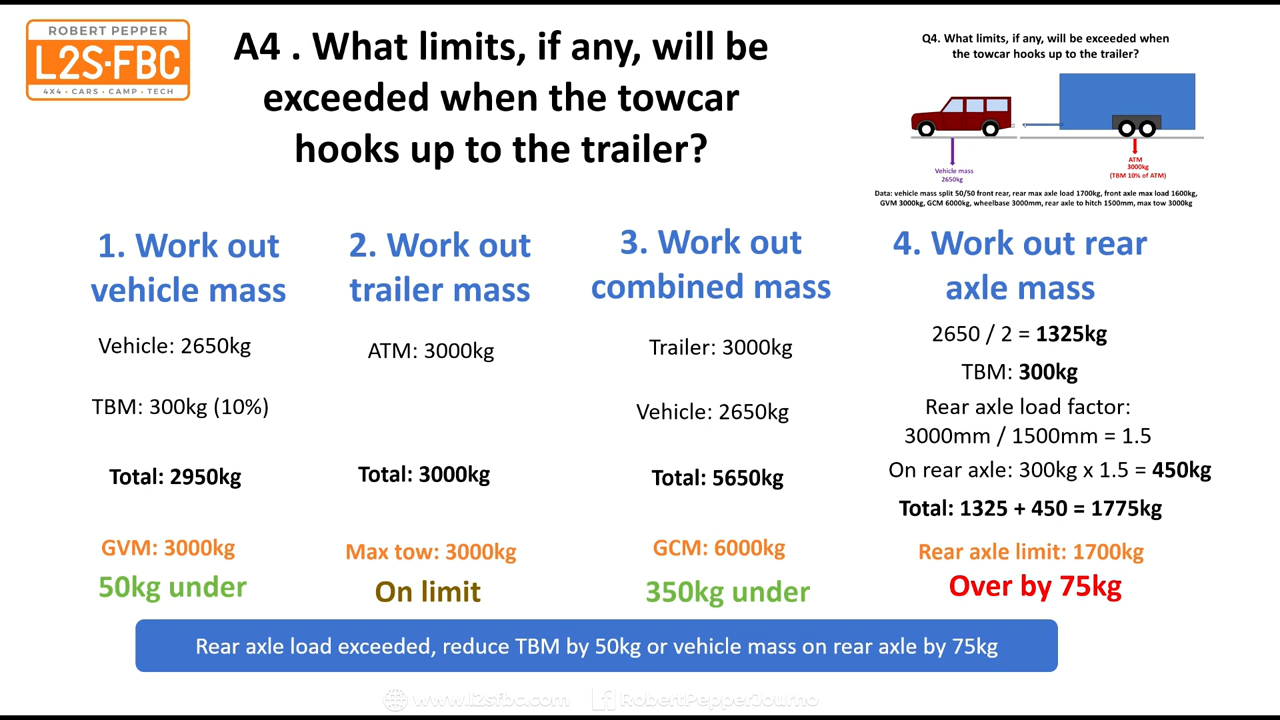 ROBERT PEPPER
L2S·FBC
4X4 • CARS • CAMP • TECH
A4 . What limits, if any, will be
exceeded when the towcar
hooks up to the trailer?
Q4. What limits, if any, will be exceeded when
the towcar hooks up to the trailer?
Vehicle mass
2650kg
ATM
3000kg
(TBM 10% of ATM)
Data: vehicle mass split 50/50 front rear, rear max axle load 1700kg, front axle max load 1600kg,
GVM 3000kg, GCM 6000kg, wheelbase 3000mm, rear axle to hitch 1500mm, max tow 3000kg
1. Work out
vehicle mass
Vehicle: 2650kg
TBM: 300kg (10%)
Total: 2950kg
GVM: 3000kg
50kg under
2. Work out
trailer mass
ATM: 3000kg
Total: 3000kg
Max tow: 3000kg
On limit
3. Work out
combined mass
Trailer: 3000kg
Vehicle: 2650kg
Total: 5650kg
GCM: 6000kg
350kg under
4. Work out rear
axle mass
2650 / 2 = 1325kg
TBM: 300kg
Rear axle load factor:
3000mm / 1500mm = 1.5
On rear axle: 300kg x 1.5 = 450kg
Total: 1325 + 450 = 1775kg
Rear axle limit: 1700kg
Over by 75kg
Rear axle load exceeded, reduce TBM by 50kg or vehicle mass on rear axle by 75kg
www.l2sfbc.com
RobertPepperJourno